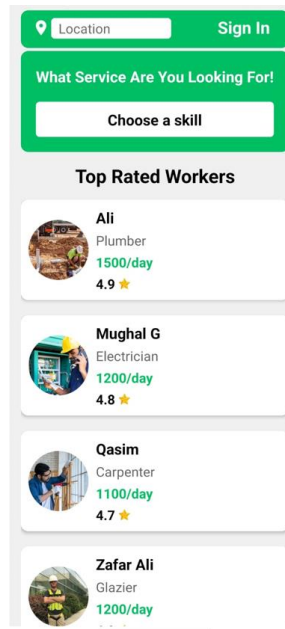 Location
Sign In
What Service Are You Looking For!
Choose a skill
Top Rated Workers
Ali
Plumber
1500/day
4.9
Mughal G
Electrician
1200/day
4.8
Qasim
Carpenter
1100/day
4.7
Zafar Ali
Glazier
1200/day